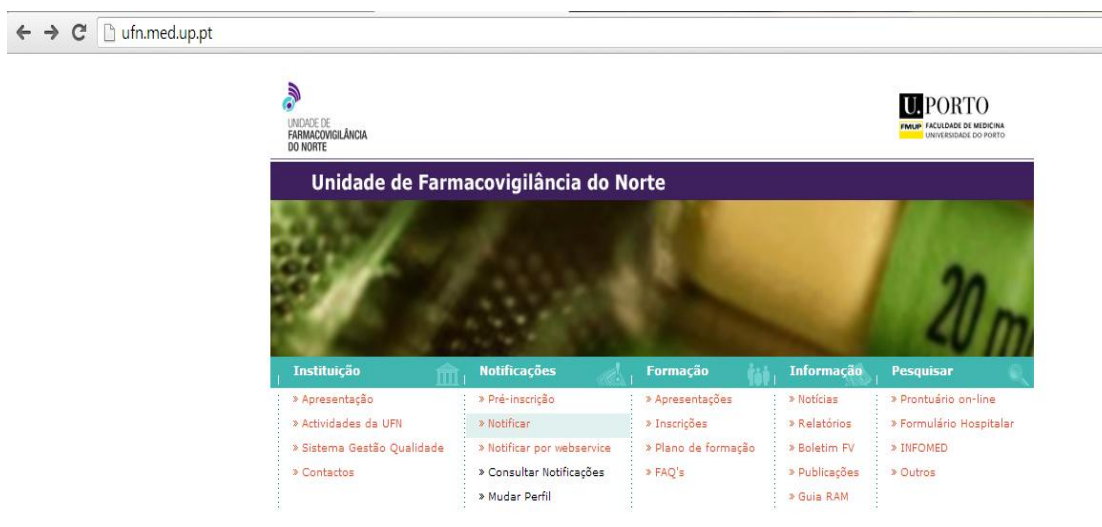 ufn.med.up.pt
UNIDADE DE
FARMACOVIGILÂNCIA
DO NORTE
U. PORTO
FMUP FACULDADE DE MEDICINA
UNIVERSIDADE DO PORTO
Unidade de Farmacovigilância do Norte
20 m
Instituição
» Apresentação
» Actividades da UFN
» Sistema Gestão Qualidade
» Contactos
Notificações
» Pré-inscrição
» Notificar
» Notificar por webservice
» Consultar Notificações
» Mudar Perfil
Formação
» Apresentações
» Inscrições
» Plano de formação
» FAQ's
Informação
» Notícias
» Relatórios
» Boletim FV
» Publicações
» Guia RAM
Pesquisar
» Prontuário on-line
» Formulário Hospitalar
» INFOMED
» Outros